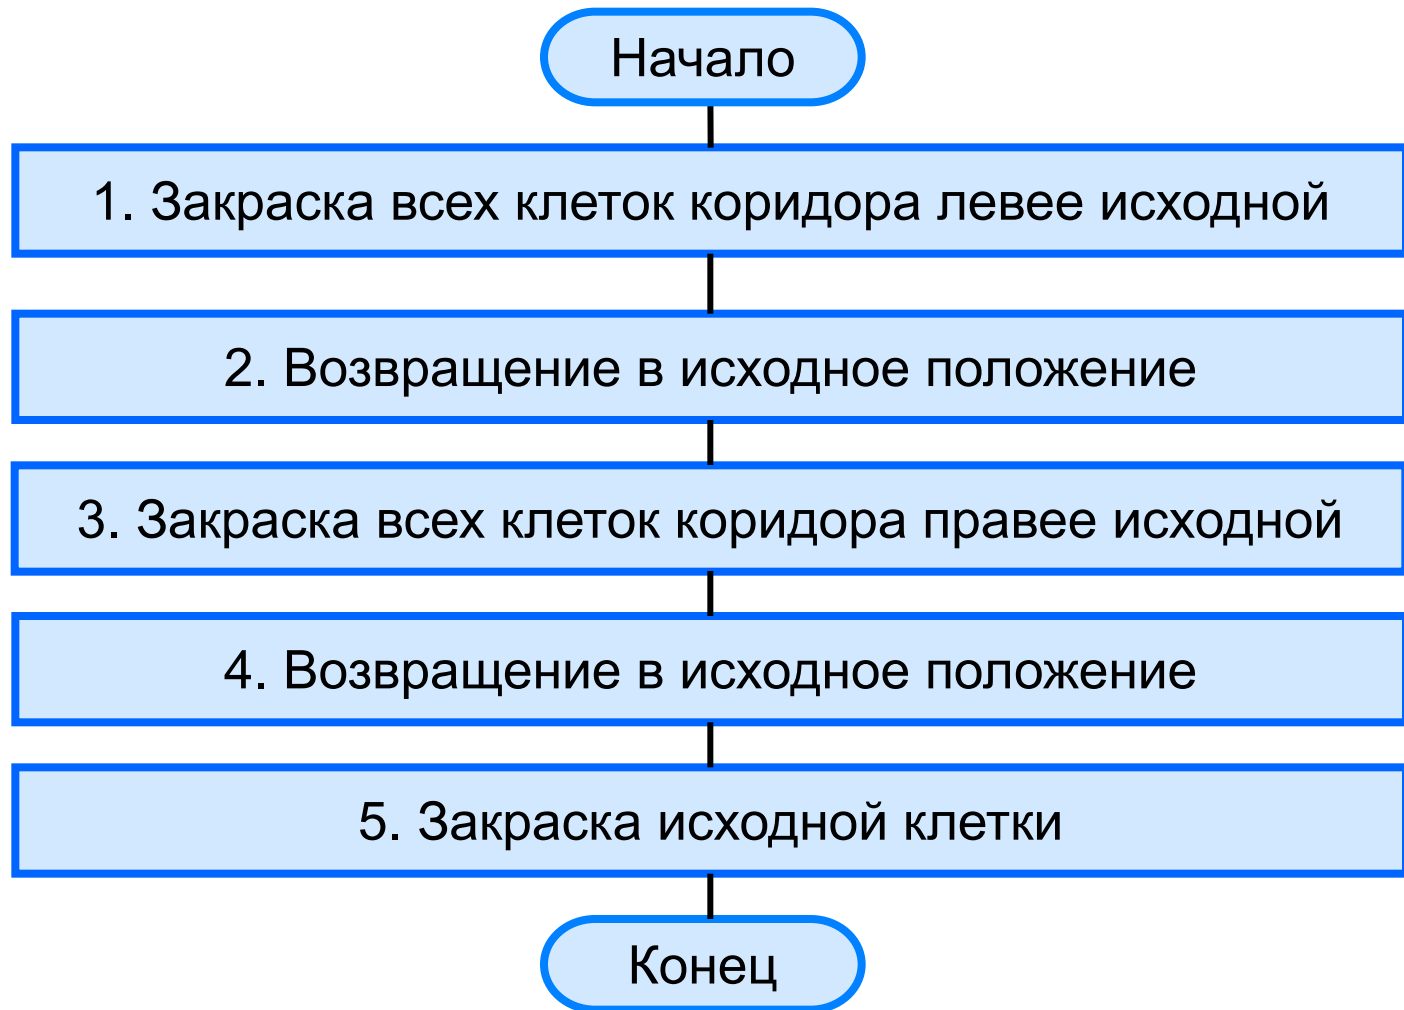 Начало
1. Закраска всех клеток коридора левее исходной
2. Возвращение в исходное положение
3. Закраска всех клеток коридора правее исходной
4. Возвращение в исходное положение
5. Закраска исходной клетки
Конец